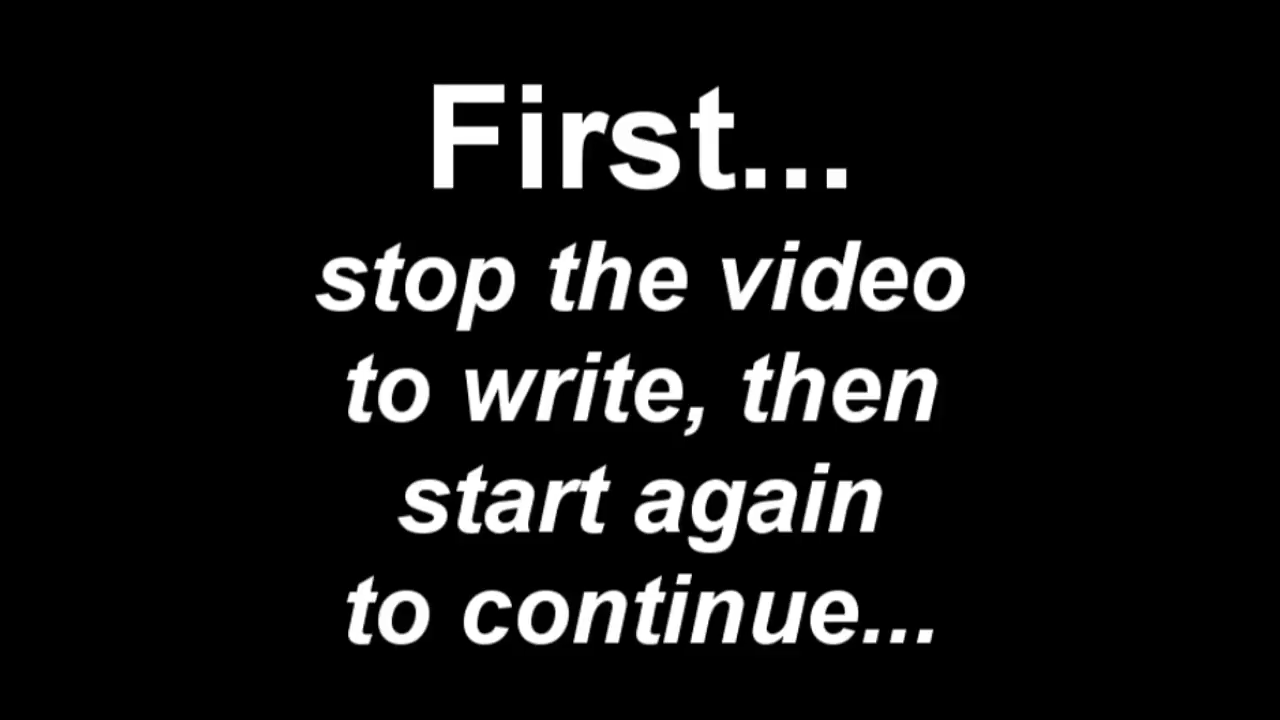 First...
stop the video
to write, then
start again
to continue...